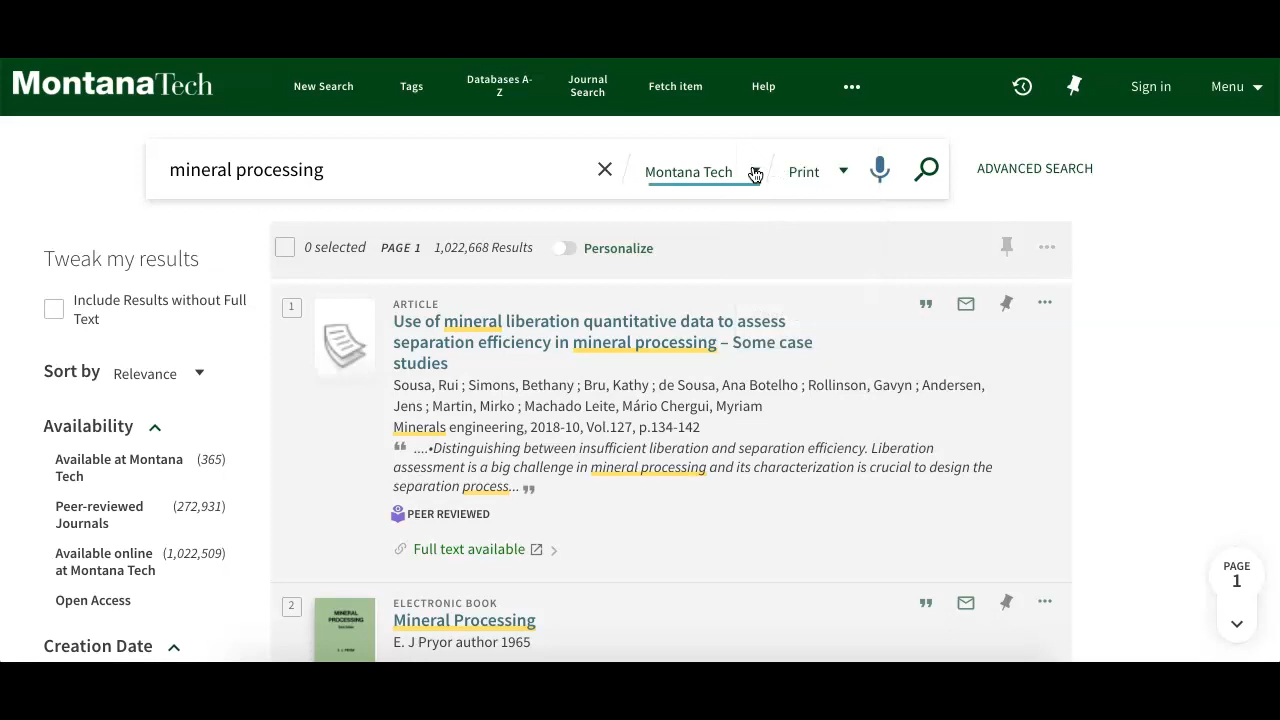 MontanaTech
New Search
Tags
Databases A-
Z
Journal
Search
Fetch item
Help
Sign in
Menu
mineral processing
Montana Tech
Print
ADVANCED SEARCH
Tweak my results
Include Results without Full
Text
Sort by Relevance
Availability
Available at Montana (365)
Tech
Peer-reviewed (272,931)
Journals
Available online (1,022,509)
at Montana Tech
Open Access
Creation Date
0 selected PAGE 1 1,022,668 Results Personalize
1
ARTICLE
Use of mineral liberation quantitative data to assess
separation efficiency in mineral processing – Some case
studies
Sousa, Rui ; Simons, Bethany ; Bru, Kathy ; de Sousa, Ana Botelho ; Rollinson, Gavyn ; Andersen,
Jens ; Martin, Mirko ; Machado Leite, Mário Chergui, Myriam
Minerals engineering, 2018-10, Vol.127, p.134-142
“ ....•Distinguishing between insufficient liberation and separation efficiency. Liberation
assessment is a big challenge in mineral processing and its characterization is crucial to design the
separation process... ”
PEER REVIEWED
Full text available
2
MINERAL
PROCESSING
ELECTRONIC BOOK
Mineral Processing
E. J Pryor author 1965
PAGE
1